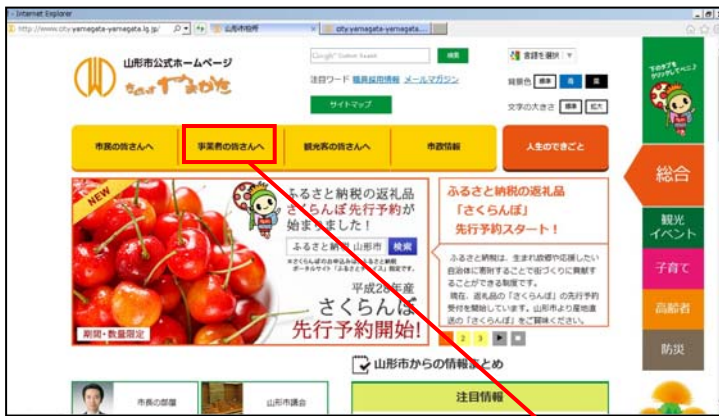 - Internet Explorer
http://www.city.yamagata-yamagata.lg.jp/
山形市役所
city.yamagata-yamagata....
山形市公式ホームページ
検索
言語を選択
注目ワード 職員採用情報 メールマガジン
背景色 標準 青 黒
サイトマップ
文字の大きさ 標準 拡大
市民の皆さんへ
事業者の皆さんへ
観光客の皆さんへ
市政情報
人生のできごと
総合
観光
イベント
子育て
高齢者
防災
NEW
ふるさと納税の返礼品
さくらんぼ先行予約が
始まりました!
ふるさと納税 山形市 検索
平成28年産
さくらんぼ
先行予約開始!
期間・数量限定
ふるさと納税の返礼品
「さくらんぼ」
先行予約スタート!
ふるさと納税は、生まれ故郷や応援したい
自治体に寄附することで街づくりに貢献す
ることができる制度です。
現在、返礼品の「さくらんぼ」の先行予約
受付を開始しています。山形市より産地直
送の「さくらんぼ」をご賞味ください。
2 3
山形市からの情報まとめ
市長の部屋
山形市議会
注目情報